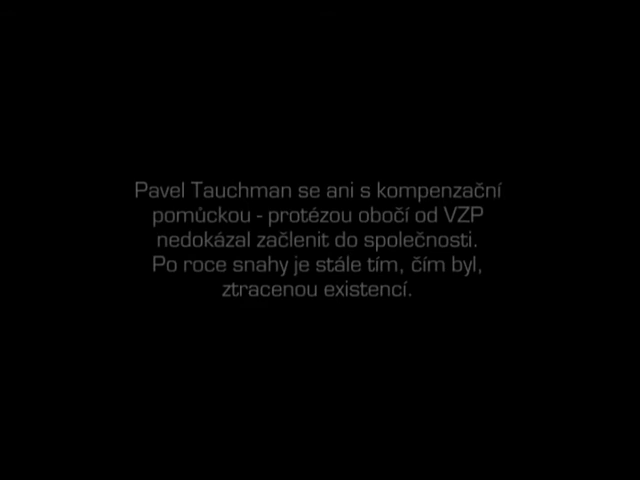 Pavel Tauchman se ani s kompenzační
pomůckou - protézou obočí od VZP
nedokázal začlenit do společnosti.
Po roce snahy je stále tím, čím byl,
ztracenou existencí.